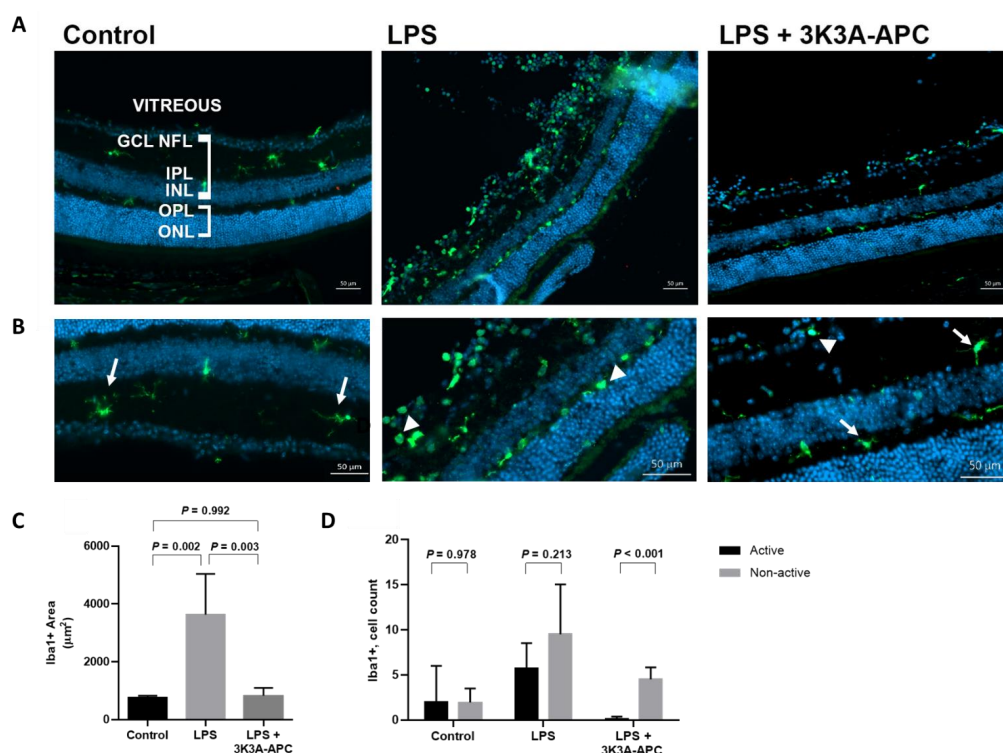 A
Control
LPS
LPS + 3K3A-APC
VITREOUS
GCL NFL
IPL
INL
OPL
ONL
50 µm
50 µm
50 µm
B
50 µm
50 µm
50 µm
C
P = 0.992
P = 0.002
P = 0.003
6000
4000
2000
0
Iba1+ Area
(µm²)
Control
LPS
LPS +
3K3A-APC
D
P = 0.978
P = 0.213
P < 0.001
20
15
10
5
0
Iba1+, cell count
Control
LPS
LPS +
3K3A-APC
Active
Non-active